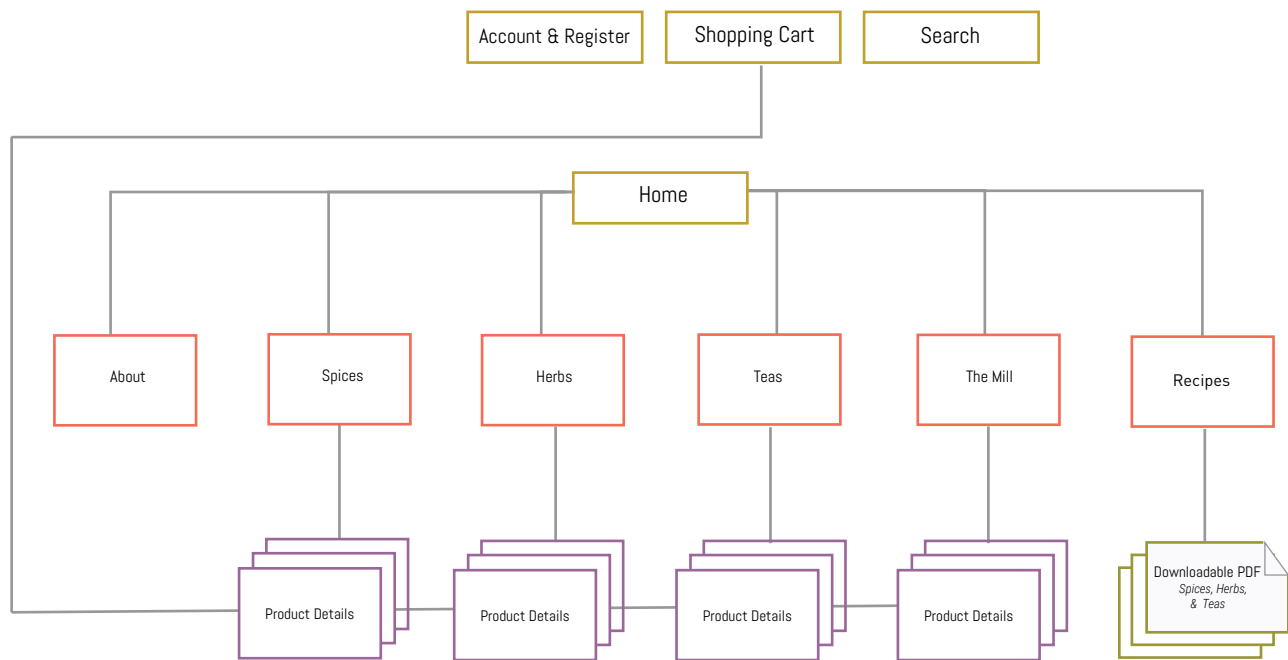 Account & Register
Shopping Cart
Search
Home
About
Spices
Herbs
Teas
The Mill
Recipes
Product Details
Product Details
Product Details
Product Details
Downloadable PDF
Spices, Herbs,
& Teas